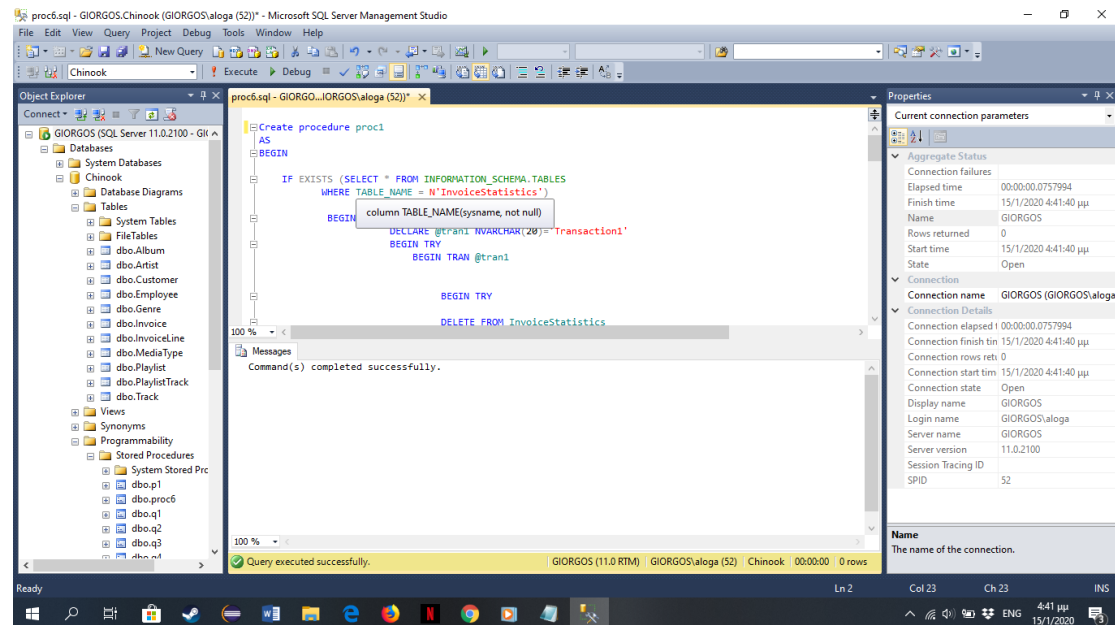 proc6.sql - GIORGOS.Chinook (GIORGOS\aloga (52))* - Microsoft SQL Server Management Studio
File Edit View Query Project Debug Tools Window Help
New Query
Chinook
Execute Debug
Object Explorer
Connect
GIORGOS (SQL Server 11.0.2100 - GIO
Databases
System Databases
Chinook
Database Diagrams
Tables
System Tables
FileTables
dbo.Album
dbo.Artist
dbo.Customer
dbo.Employee
dbo.Genre
dbo.Invoice
dbo.InvoiceLine
dbo.MediaType
dbo.Playlist
dbo.PlaylistTrack
dbo.Track
Views
Synonyms
Programmability
Stored Procedures
System Stored Prc
dbo.p1
dbo.proc6
dbo.q1
dbo.q2
dbo.q3
dbo.q4
proc6.sql - GIORGO...IORGOS\aloga (52))*
Create procedure proc1
AS
BEGIN
IF EXISTS (SELECT * FROM INFORMATION_SCHEMA.TABLES
WHERE TABLE_NAME = N'InvoiceStatistics')
column TABLE_NAME(sysname, not null)
BEGIN
DECLARE @tran1 NVARCHAR(20)='Transaction1'
BEGIN TRY
BEGIN TRAN @tran1
BEGIN TRY
DELETE FROM InvoiceStatistics
100 %
Messages
Command(s) completed successfully.
100 %
Query executed successfully. GIORGOS (11.0 RTM) GIORGOS\aloga (52) Chinook 00:00:00 0 rows
Properties
Current connection parameters
Aggregate Status
Connection failures
Elapsed time 00:00:00.0757994
Finish time 15/1/2020 4:41:40 μμ
Name GIORGOS
Rows returned 0
Start time 15/1/2020 4:41:40 μμ
State Open
Connection
Connection name GIORGOS (GIORGOS\aloga
Connection Details
Connection elapsed t 00:00:00.0757994
Connection finish tin 15/1/2020 4:41:40 μμ
Connection rows retu 0
Connection start tim 15/1/2020 4:41:40 μμ
Connection state Open
Display name GIORGOS
Login name GIORGOS\aloga
Server name GIORGOS
Server version 11.0.2100
Session Tracing ID
SPID 52
Name
The name of the connection.
Ready Ln 2 Col 23 Ch 23 INS
ENG 4:41 μμ
15/1/2020